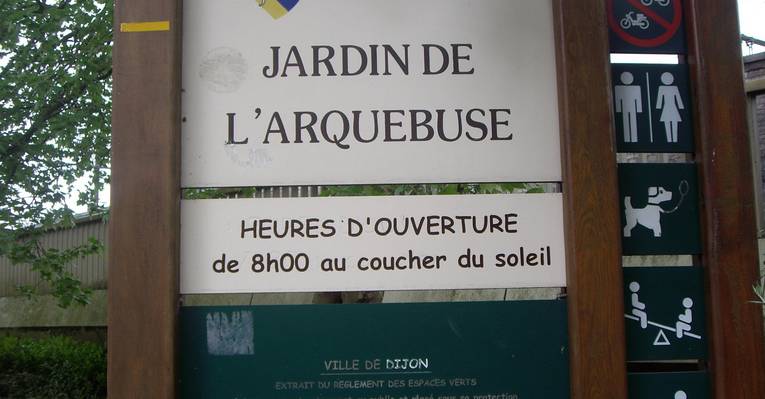 JARDIN DE
L'ARQUEBUSE
HEURES D'OUVERTURE
de 8h00 au coucher du soleil
VILLE DE DIJON
EXTRAIT DU REGLEMENT DES ESPACES VERTS